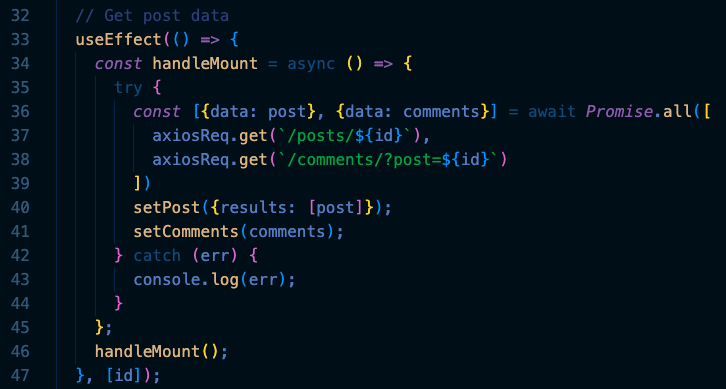 32 // Get post data
33 useEffect(() => {
34 const handleMount = async () => {
35 try {
36 const [{data: post}, {data: comments}] = await Promise.all([
37 axiosReq.get(`/posts/${id}`),
38 axiosReq.get(`/comments/?post=${id}`)
39 ])
40 setPost({results: [post]});
41 setComments(comments);
42 } catch (err) {
43 console.log(err);
44 }
45 };
46 handleMount();
47 }, [id]);